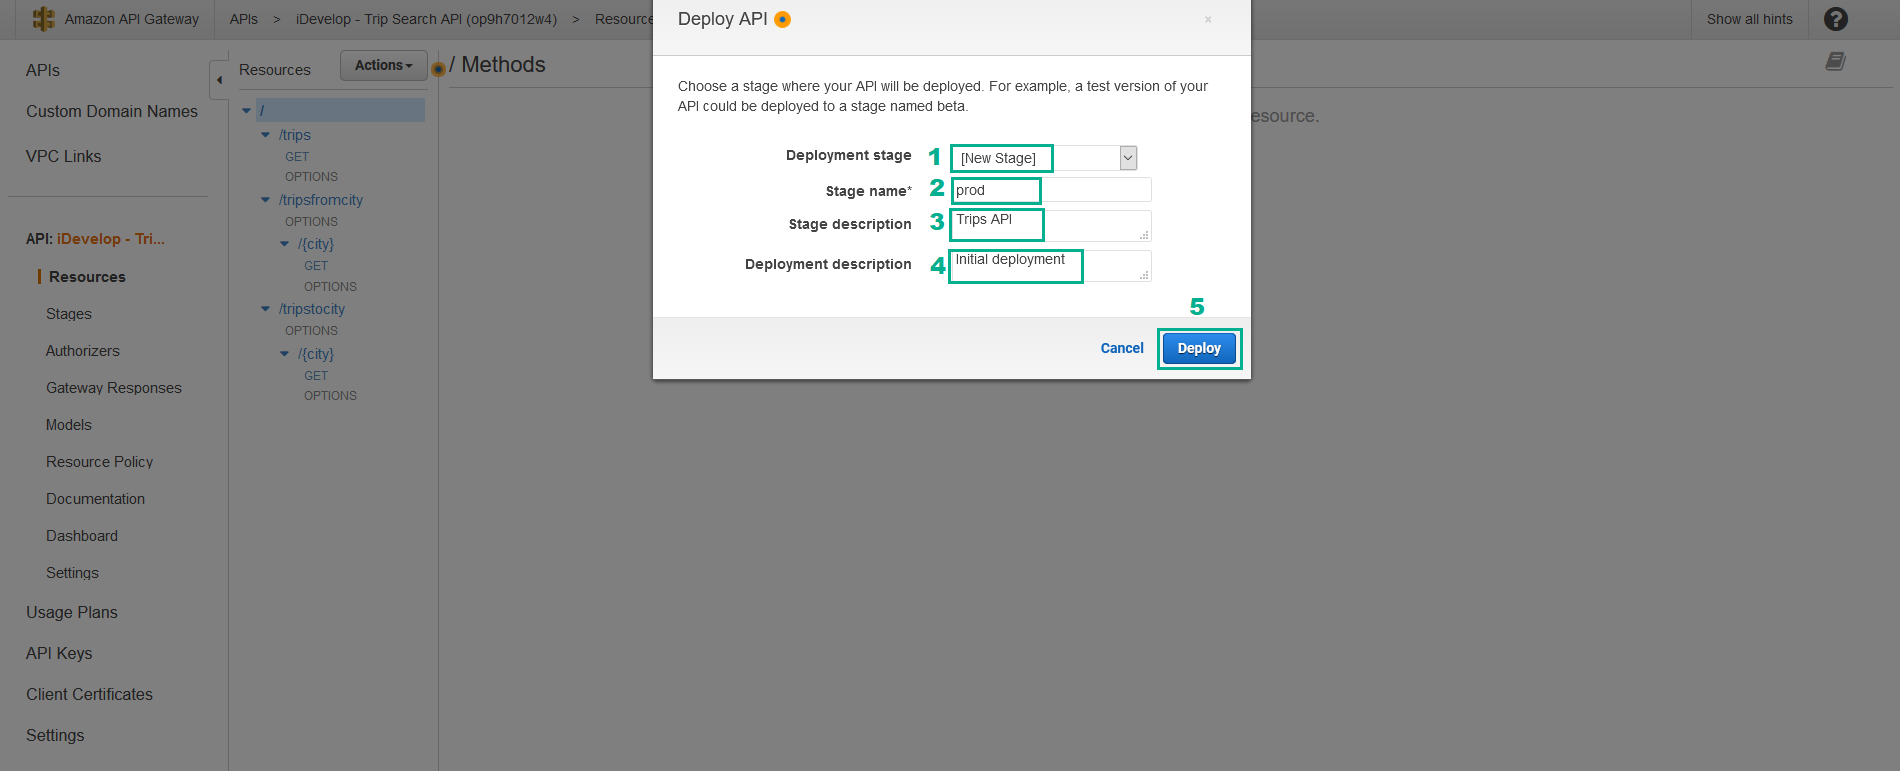 Amazon API Gateway
APIs > iDevelop - Trip Search API (op9h7012w4) >
Show all hints
?
Deploy API
×
Choose a stage where your API will be deployed. For example, a test version of your
API could be deployed to a stage named beta.
Deployment stage 1 [New Stage]
Stage name* 2 prod
Stage description 3 Trips API
Deployment description 4 Initial deployment
5
Cancel Deploy
APIs
Custom Domain Names
VPC Links
API: iDevelop - Tri...
Resources
Stages
Authorizers
Gateway Responses
Models
Resource Policy
Documentation
Dashboard
Settings
Usage Plans
API Keys
Client Certificates
Settings
Resources Actions
/
/trips
GET
OPTIONS
/tripsfromcity
OPTIONS
/{city}
GET
OPTIONS
/tripstocity
OPTIONS
/{city}
GET
OPTIONS
/ Methods